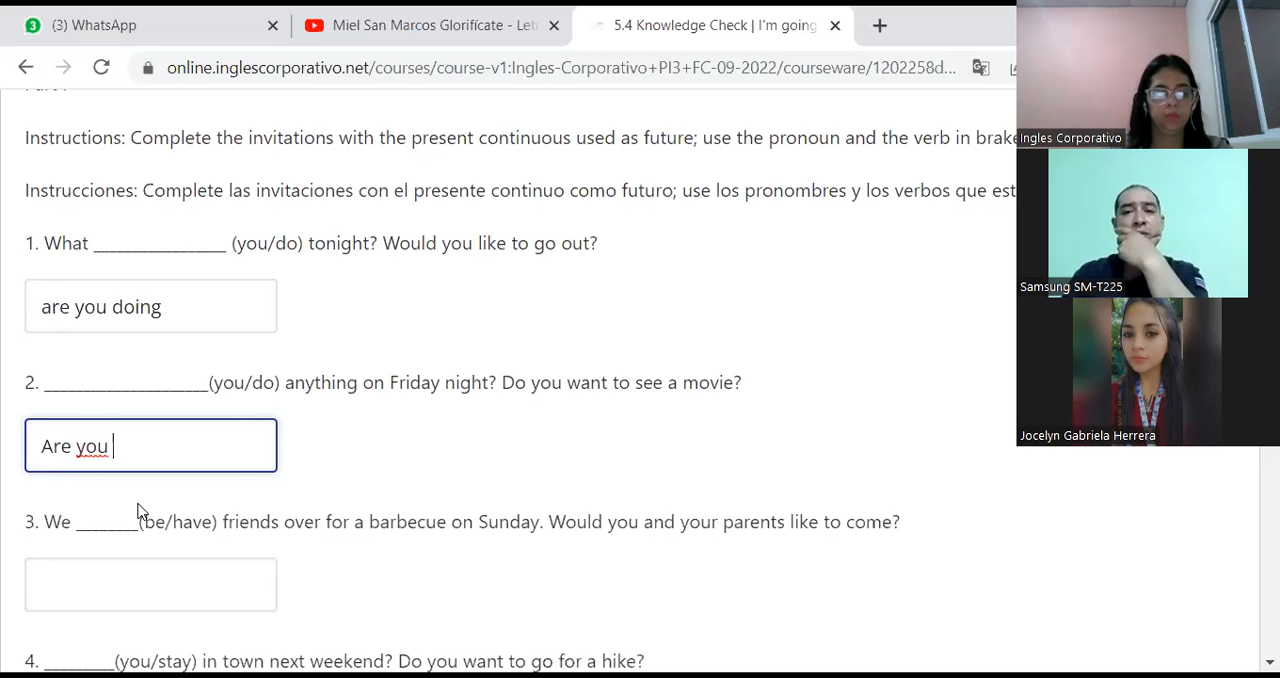 3 (3) WhatsApp
Miel San Marcos Glorifícate - Let
5.4 Knowledge Check | I'm going
online.inglescorporativo.net/courses/course-v1:Ingles-Corporativo+PI3+FC-09-2022/courseware/1202258d...
Instructions: Complete the invitations with the present continuous used as future; use the pronoun and the verb in brake
Instrucciones: Complete las invitaciones con el presente continuo como futuro; use los pronombres y los verbos que est
1. What ________________ (you/do) tonight? Would you like to go out?
are you doing
2. ____________________(you/do) anything on Friday night? Do you want to see a movie?
Are you
3. We ________(be/have) friends over for a barbecue on Sunday. Would you and your parents like to come?
4. _________(you/stay) in town next weekend? Do you want to go for a hike?
Ingles Corporativo
Samsung SM-T225
Jocelyn Gabriela Herrera